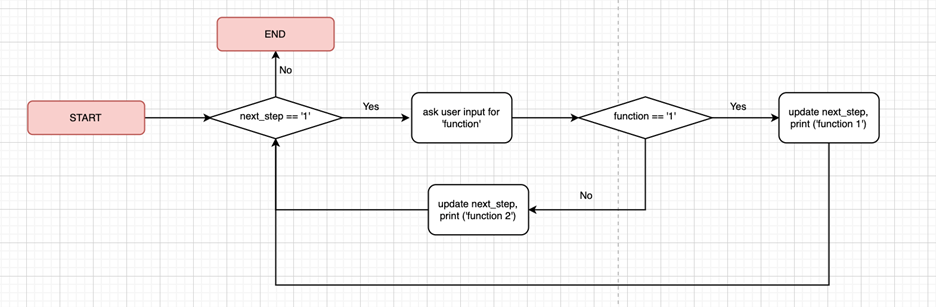 END
No
START
next_step == '1'
Yes
ask user input for
'function'
function == '1'
Yes
update next_step,
print ('function 1')
No
update next_step,
print ('function 2')